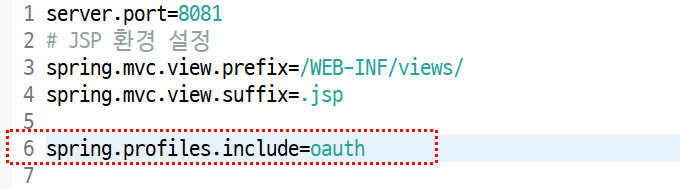 1 server.port=8081
2 # JSP 환경 설정
3 spring.mvc.view.prefix=/WEB-INF/views/
4 spring.mvc.view.suffix=.jsp
5
6 spring.profiles.include=oauth
7